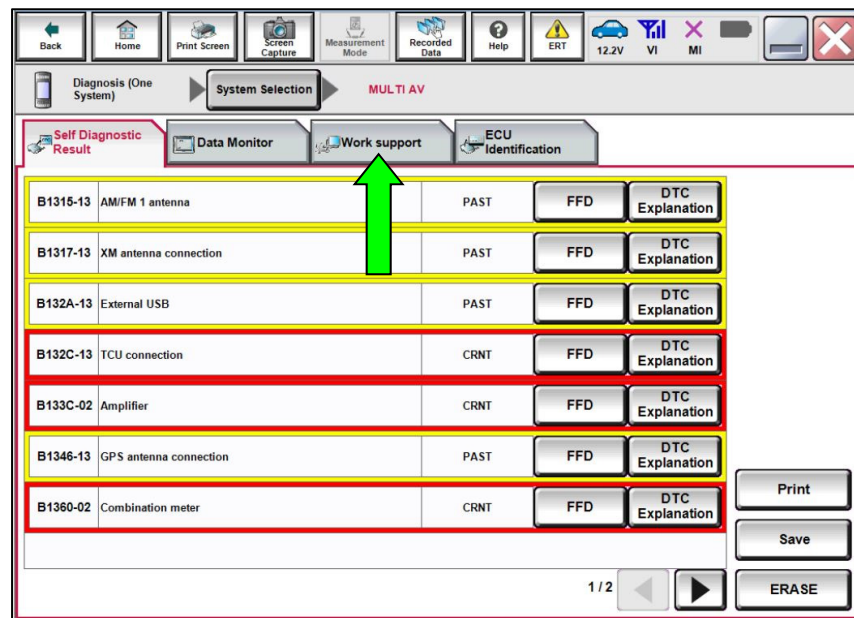 Back
Home
Print Screen
Screen
Capture
Measurement
Mode
Recorded
Data
Help
ERT
12.2V
VI
MI
Diagnosis (One
System)
System Selection
MULTI AV
Self Diagnostic
Result
Data Monitor
Work support
ECU
Identification
B1315-13 AM/FM 1 antenna PAST FFD DTC
Explanation
B1317-13 XM antenna connection PAST FFD DTC
Explanation
B132A-13 External USB PAST FFD DTC
Explanation
B132C-13 TCU connection CRNT FFD DTC
Explanation
B133C-02 Amplifier CRNT FFD DTC
Explanation
B1346-13 GPS antenna connection PAST FFD DTC
Explanation
B1360-02 Combination meter CRNT FFD DTC
Explanation
Print
Save
1 / 2
ERASE